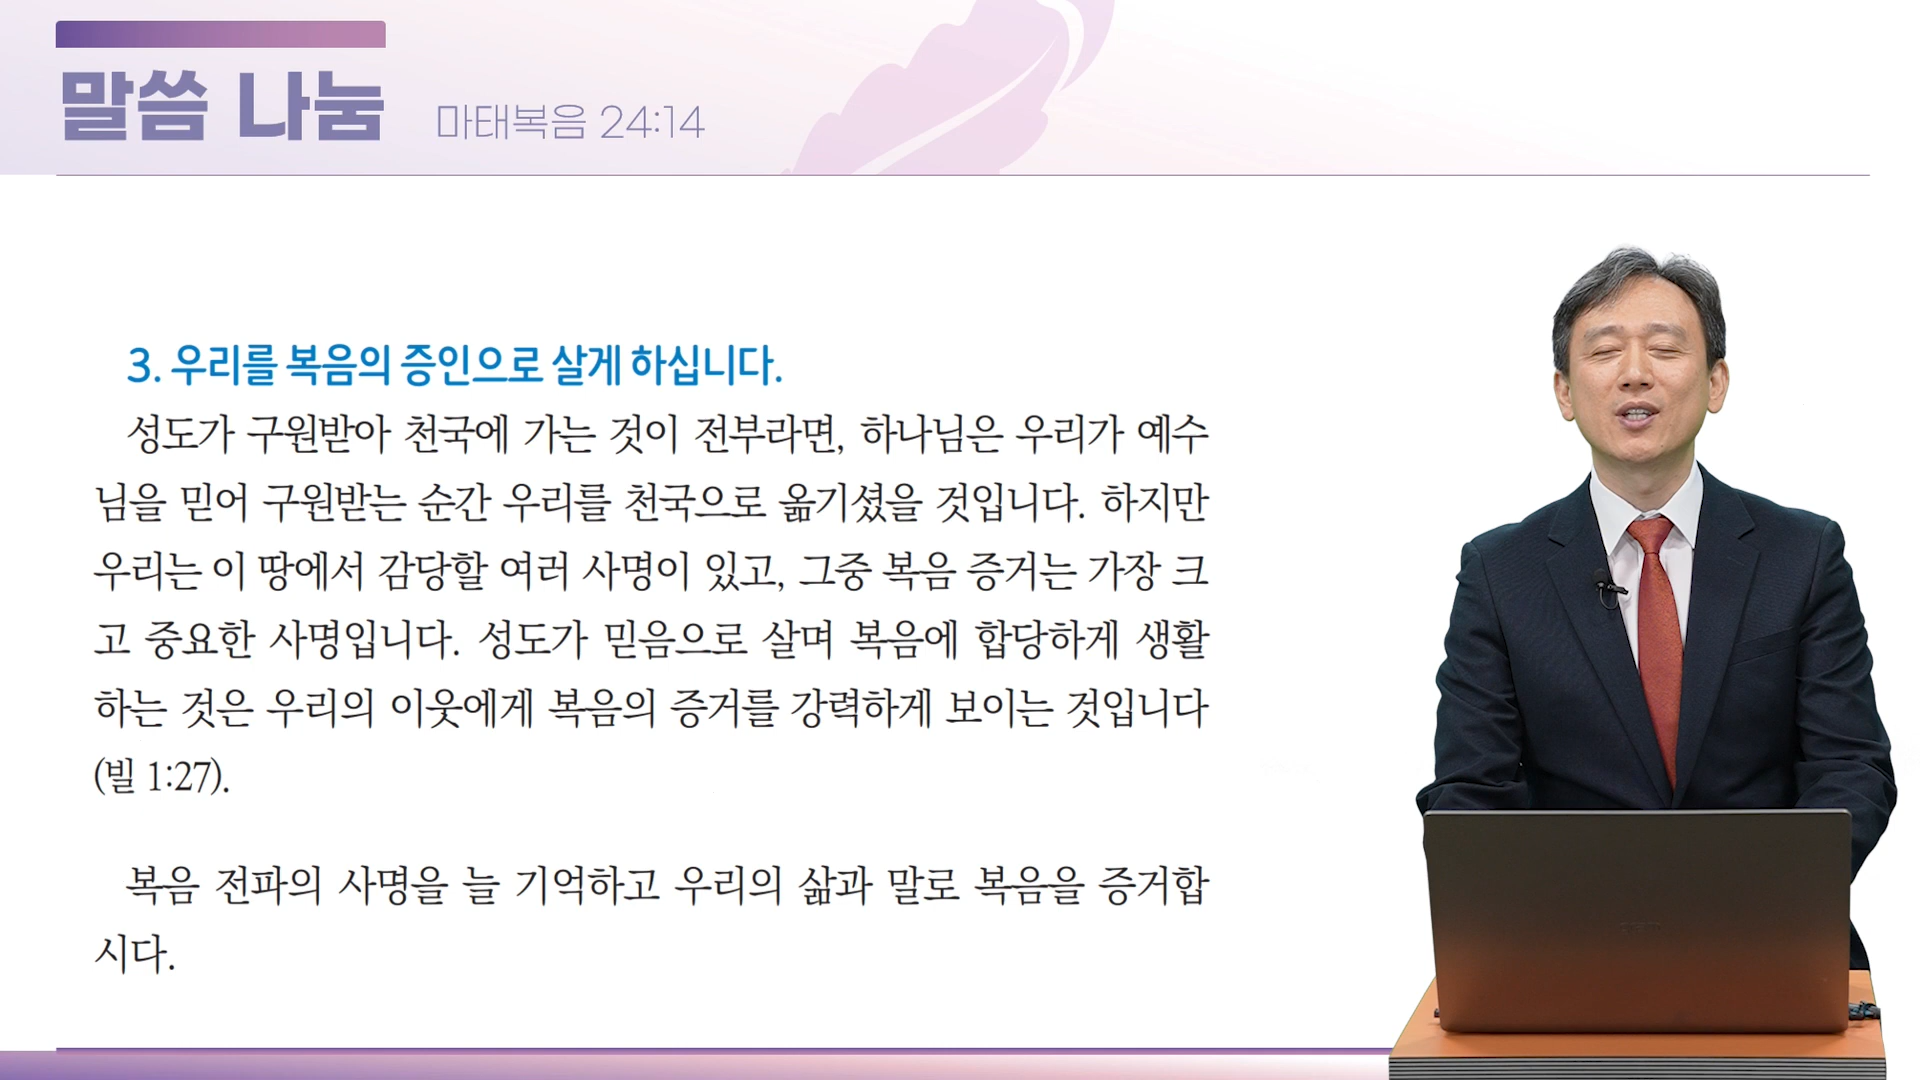 말씀 나눔 마태복음 24:14
3. 우리를 복음의 증인으로 살게 하십니다.
성도가 구원받아 천국에 가는 것이 전부라면, 하나님은 우리가 예수
님을 믿어 구원받는 순간 우리를 천국으로 옮기셨을 것입니다. 하지만
우리는 이 땅에서 감당할 여러 사명이 있고, 그중 복음 증거는 가장 크
고 중요한 사명입니다. 성도가 믿음으로 살며 복음에 합당하게 생활
하는 것은 우리의 이웃에게 복음의 증거를 강력하게 보이는 것입니다
(빌 1:27).
복음 전파의 사명을 늘 기억하고 우리의 삶과 말로 복음을 증거합
시다.